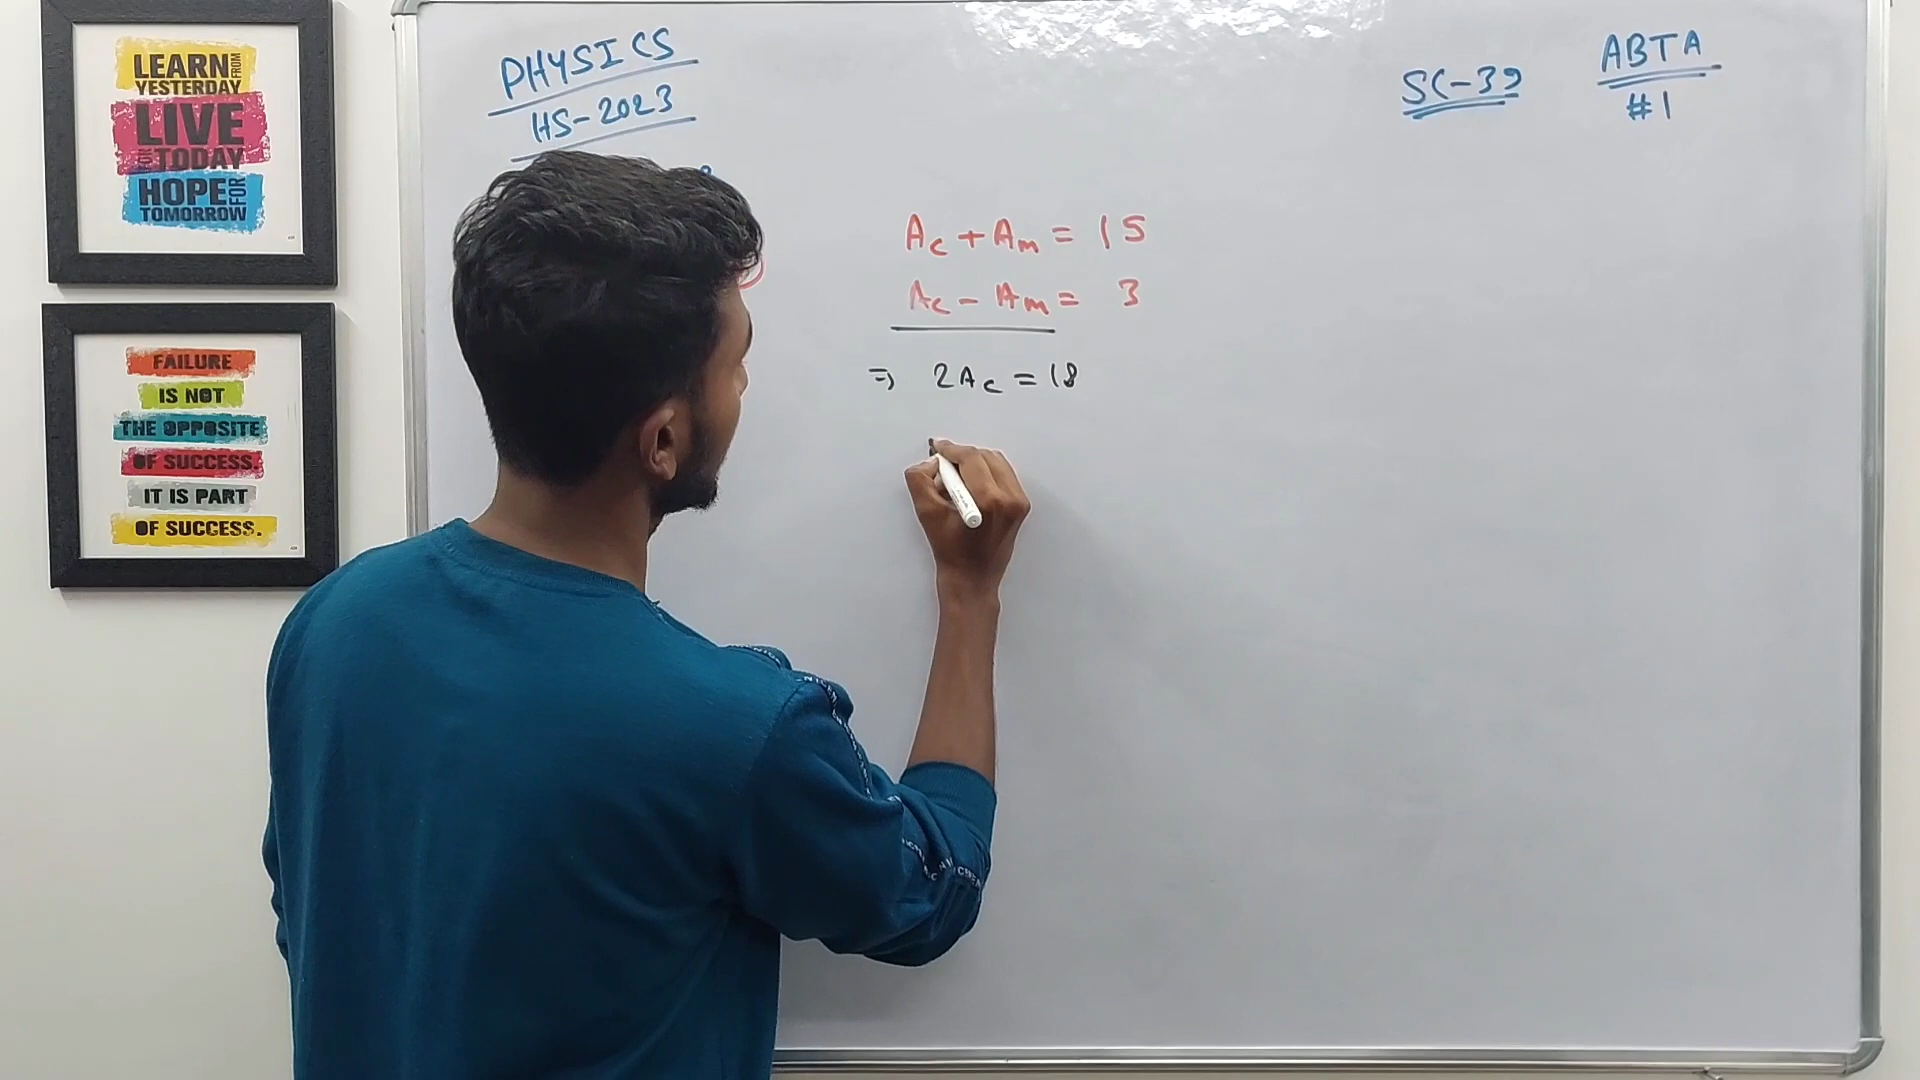 LEARN FROM
YESTERDAY
LIVE
FOR TODAY
HOPE FOR
TOMORROW
FAILURE
IS NOT
THE OPPOSITE
OF SUCCESS.
IT IS PART
OF SUCCESS.
PHYSICS
HS-2023
SC-39
ABTA
#1
Ac + Am = 15
Ac - Am = 3
⇒ 2Ac = 18